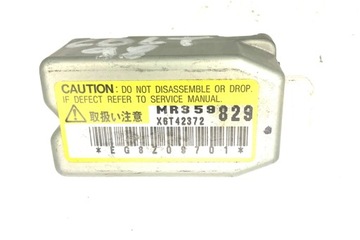 CAUTION: DO NOT DISASSEMBLE OR DROP.
IF DEFECT REFER TO SERVICE MANUAL.
取扱い注意 MR359829
X6T42372
*EG8Z09701*